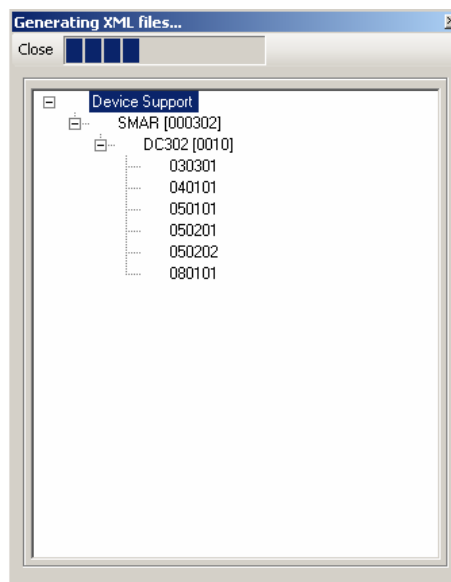 Generating XML files...
Close
Device Support
SMAR [000302]
DC302 [0010]
030301
040101
050101
050201
050202
080101